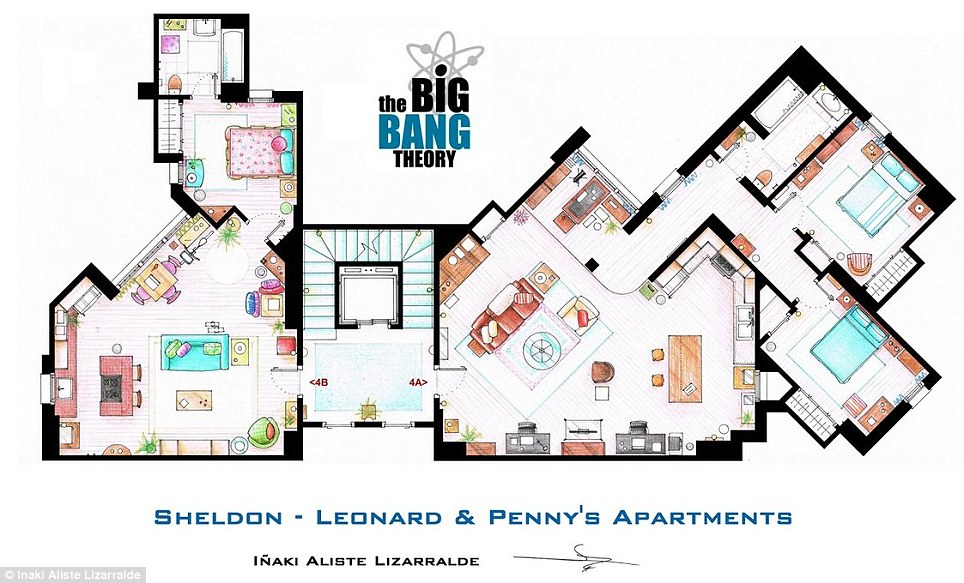 the BIG
BANG
THEORY
<4B
4A>
SHELDON - LEONARD & PENNY'S APARTMENTS
IÑAKI ALISTE LIZARRALDE
© Inaki Aliste Lizarralde